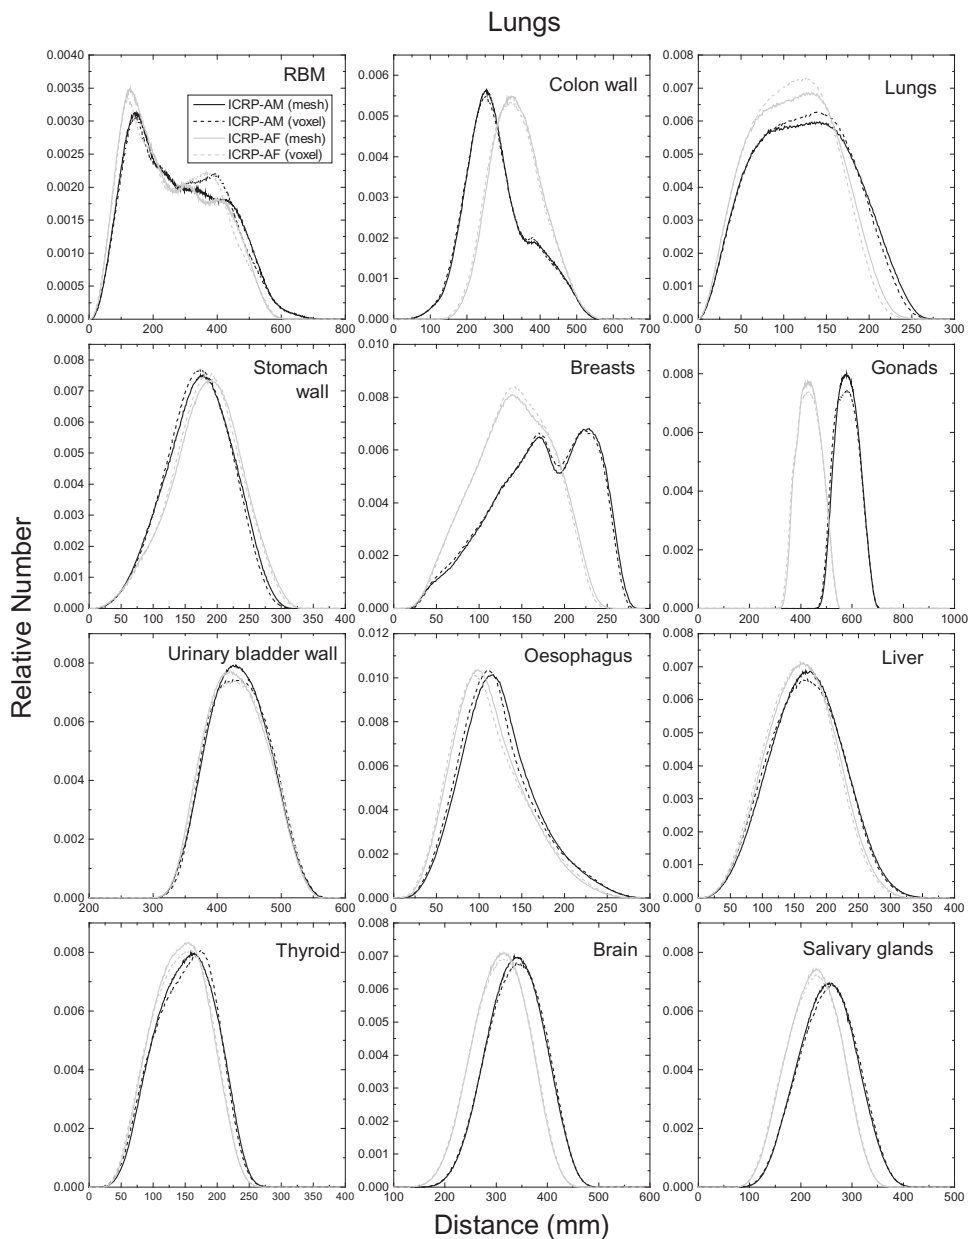 Lungs
RBM
ICRP-AM (mesh)
ICRP-AM (voxel)
ICRP-AF (mesh)
ICRP-AF (voxel)
0.0040
0.0035
0.0030
0.0025
0.0020
0.0015
0.0010
0.0005
0.0000
0 200 400 600 800
Colon wall
0.006
0.005
0.004
0.003
0.002
0.001
0.000
0 100 200 300 400 500 600 700
Lungs
0.008
0.007
0.006
0.005
0.004
0.003
0.002
0.001
0.000
0 50 100 150 200 250 300
Stomach
wall
0.008
0.007
0.006
0.005
0.004
0.003
0.002
0.001
0.000
0 50 100 150 200 250 300 350 400
Breasts
0.010
0.008
0.006
0.004
0.002
0.000
0 50 100 150 200 250 300
Gonads
0.008
0.006
0.004
0.002
0.000
0 200 400 600 800 1000
Relative Number
Urinary bladder wall
0.008
0.006
0.004
0.002
0.000
200 300 400 500 600
Oesophagus
0.012
0.010
0.008
0.006
0.004
0.002
0.000
0 50 100 150 200 250 300
Liver
0.008
0.007
0.006
0.005
0.004
0.003
0.002
0.001
0.000
0 50 100 150 200 250 300 350 400
Thyroid
0.008
0.006
0.004
0.002
0.000
0 50 100 150 200 250 300 350 400
Brain
0.008
0.007
0.006
0.005
0.004
0.003
0.002
0.001
0.000
100 200 300 400 500 600
Salivary glands
0.008
0.006
0.004
0.002
0.000
0 100 200 300 400 500
Distance (mm)